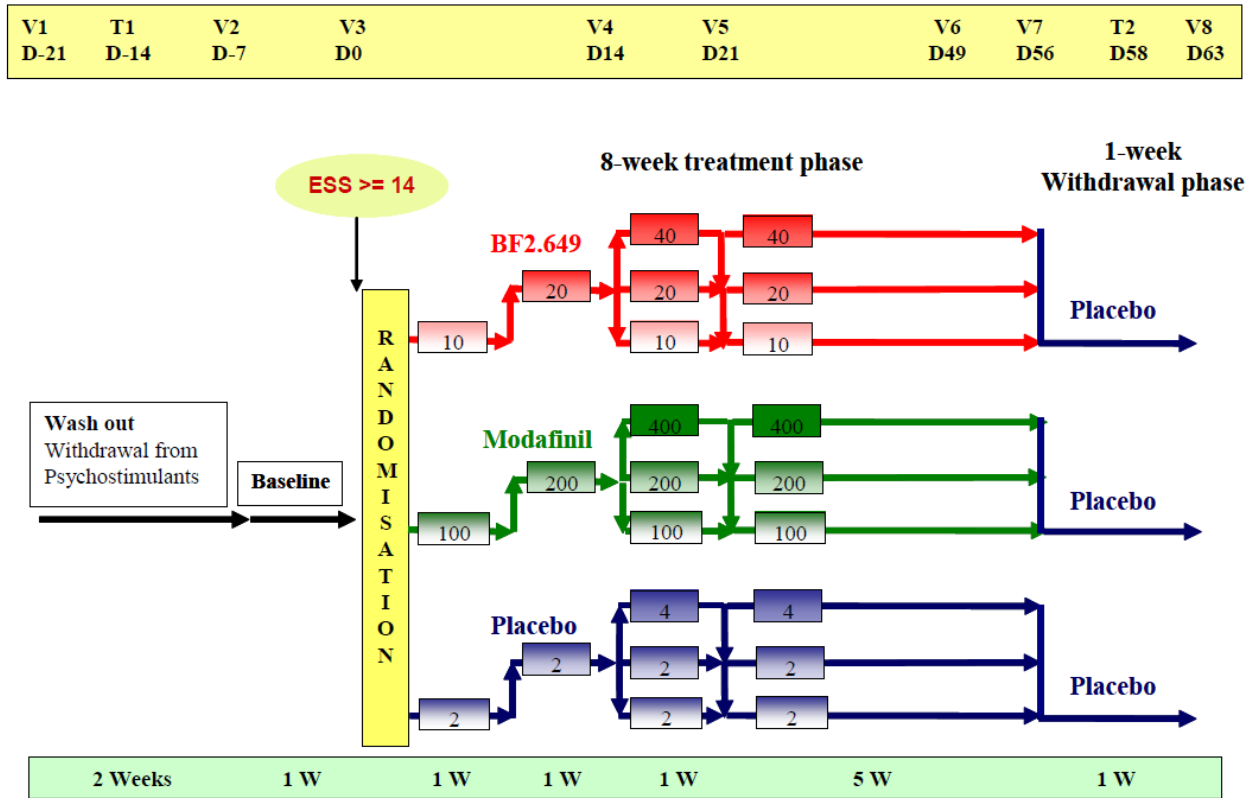 V1 T1 V2 V3 V4 V5 V6 V7 T2 V8
D-21 D-14 D-7 D0 D14 D21 D49 D56 D58 D63
8-week treatment phase
1-week
Withdrawal phase
ESS >= 14
BF2.649
40 40
20 20 20
10 10 10
Placebo
RANDOMISATION
Wash out
Withdrawal from
Psychostimulants
Baseline
Modafinil
400 400
200 200 200
100 100 100
Placebo
Placebo
4 4
2 2 2
2 2 2
Placebo
2 Weeks 1 W 1 W 1 W 1 W 5 W 1 W